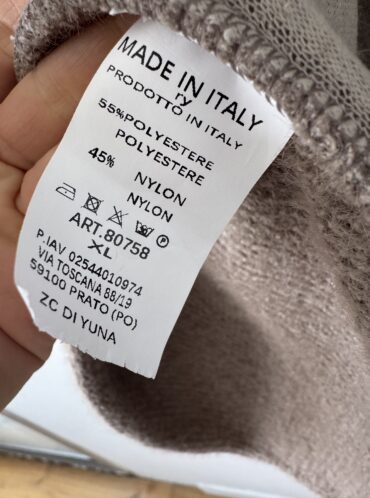 MADE IN ITALY
ry
PRODOTTO IN ITALY
55%POLYESTERE
POLYESTERE
45% NYLON
NYLON
P
ART.80758
XL
P.IAV 02544010974
VIA TOSCANA 88/19
59100 PRATO (PO)
ZC DI YUNA